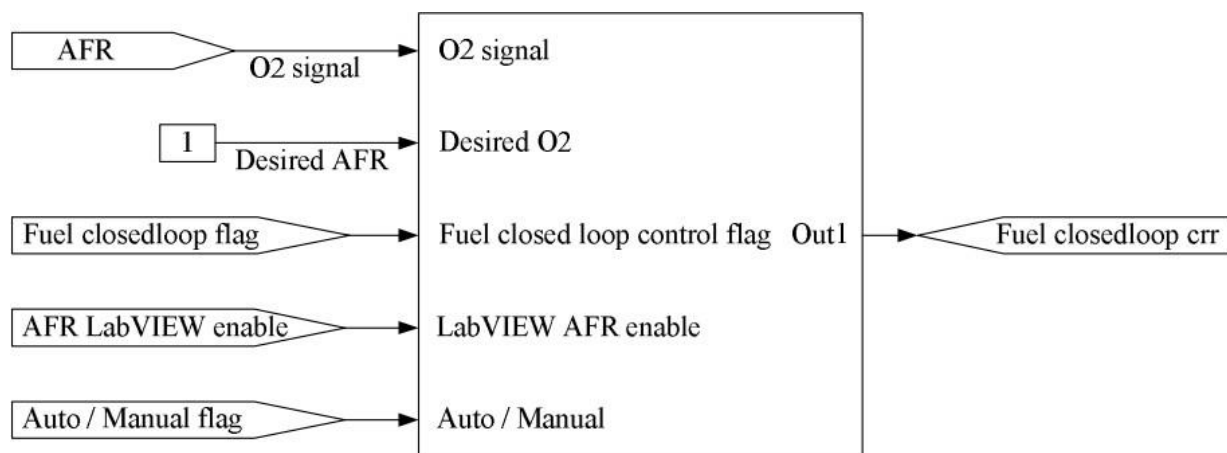 AFR
O2 signal
O2 signal
1
Desired AFR
Desired O2
Fuel closedloop flag
Fuel closed loop control flag
Out1
Fuel closedloop crr
AFR LabVIEW enable
LabVIEW AFR enable
Auto / Manual flag
Auto / Manual